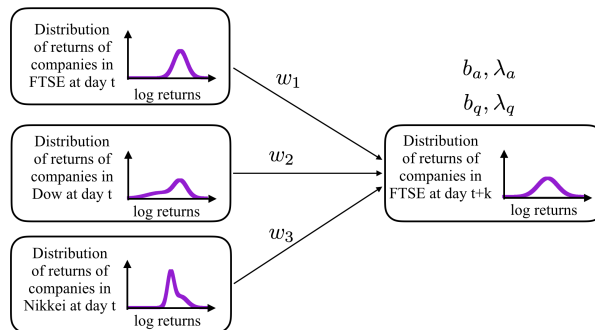 Distribution
of returns of
companies in
FTSE at day t
log returns
Distribution
of returns of
companies in
Dow at day t
log returns
Distribution
of returns of
companies in
Nikkei at day t
log returns
w₁
w₂
w₃
bₐ, λₐ
b_q, λ_q
Distribution
of returns of
companies in
FTSE at day t+k
log returns